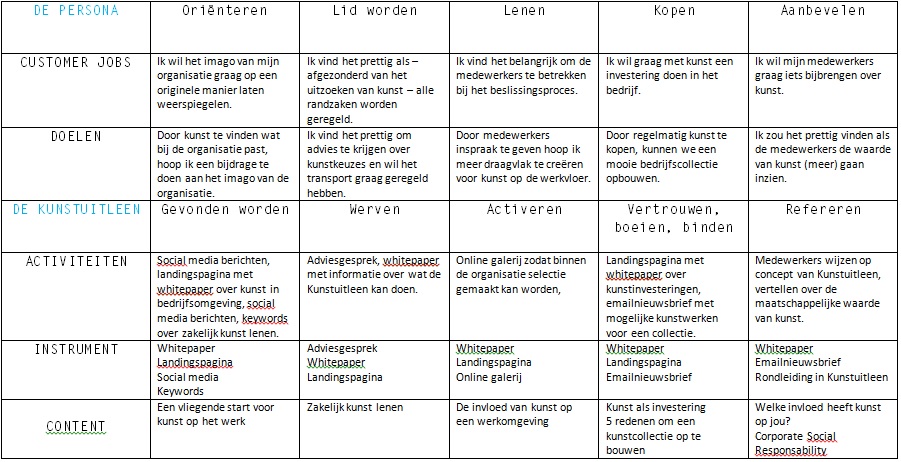 DE PERSONA
Oriënteren
Lid worden
Lenen
Kopen
Aanbevelen
CUSTOMER JOBS
Ik wil het imago van mijn
organisatie graag op een
originele manier laten
weerspiegelen.
Ik vind het prettig als –
afgezonderd van het
uitzoeken van kunst – alle
randzaken worden
geregeld.
Ik vind het belangrijk om de
medewerkers te betrekken
bij het beslissingsproces.
Ik wil graag met kunst een
investering doen in het
bedrijf.
Ik wil mijn medewerkers
graag iets bijbrengen over
kunst.
DOELEN
Door kunst te vinden wat
bij de organisatie past,
hoop ik een bijdrage te
doen aan het imago van de
organisatie.
Ik vind het prettig om
advies te krijgen over
kunstkeuzes en wil het
transport graag geregeld
hebben.
Door medewerkers
inspraak te geven hoop ik
meer draagvlak te creëren
voor kunst op de werkvloer.
Door regelmatig kunst te
kopen, kunnen we een
mooie bedrijfscollectie
opbouwen.
Ik zou het prettig vinden als
de medewerkers de waarde
van kunst (meer) gaan
inzien.
DE KUNSTUITLEEN
Gevonden worden
Werven
Activeren
Vertrouwen,
boeien, binden
Refereren
ACTIVITEITEN
Social media berichten,
landingspagina met
whitepaper over kunst in
bedrijfsomgeving, social
media berichten, keywords
over zakelijk kunst lenen.
Adviesgesprek, whitepaper
met informatie over wat de
Kunstuitleen kan doen.
Online galerij zodat binnen
de organisatie selectie
gemaakt kan worden,
Landingspagina met
whitepaper over
kunstinvesteringen,
emailnieuwsbrief met
mogelijke kunstwerken
voor een collectie.
Medewerkers wijzen op
concept van Kunstuitleen,
vertellen over de
maatschappelijke waarde
van kunst.
INSTRUMENT
Whitepaper
Landingspagina
Social media
Keywords
Adviesgesprek
Whitepaper
Landingspagina
Whitepaper
Landingspagina
Online galerij
Whitepaper
Landingspagina
Emailnieuwsbrief
Whitepaper
Emailnieuwsbrief
Rondleiding in Kunstuitleen
CONTENT
Een vliegende start voor
kunst op het werk
Zakelijk kunst lenen
De invloed van kunst op
een werkomgeving
Kunst als investering
5 redenen om een
kunstcollectie op te
bouwen
Welke invloed heeft kunst
op jou?
Corporate Social
Responsability